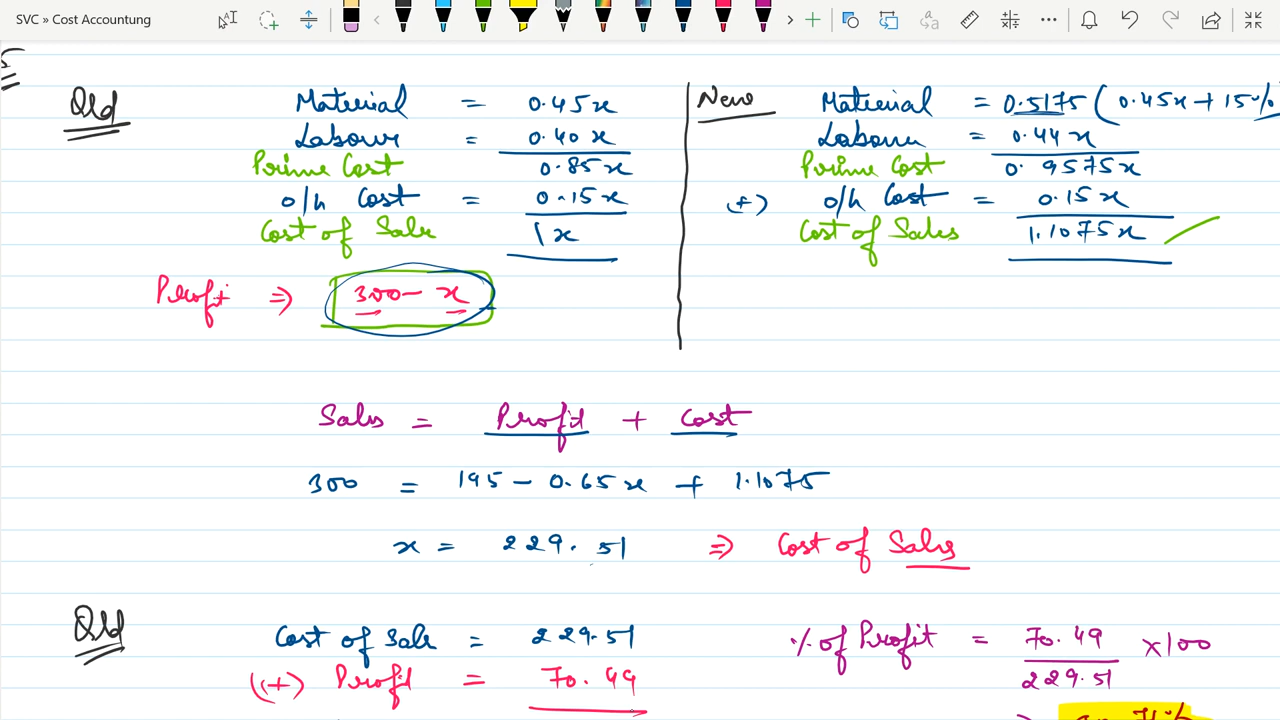 SVC » Cost Accountung
Old
Material = 0.45x
Labour = 0.40x
Prime Cost 0.85x
o/h Cost = 0.15x
Cost of Sale 1x
Profit ⇒ 300 - x
New
Material = 0.5175 (0.45x + 15%
Labour = 0.44x
Prime Cost 0.9575x
(+) o/h Cost = 0.15x
Cost of Sales 1.1075x
Sales = Profit + Cost
300 = 195 - 0.65x + 1.1075
x = 229.51 ⇒ Cost of Sales
Old
Cost of Sale = 229.51
(+) Profit = 70.49
% of Profit = 70.49 x100
229.51